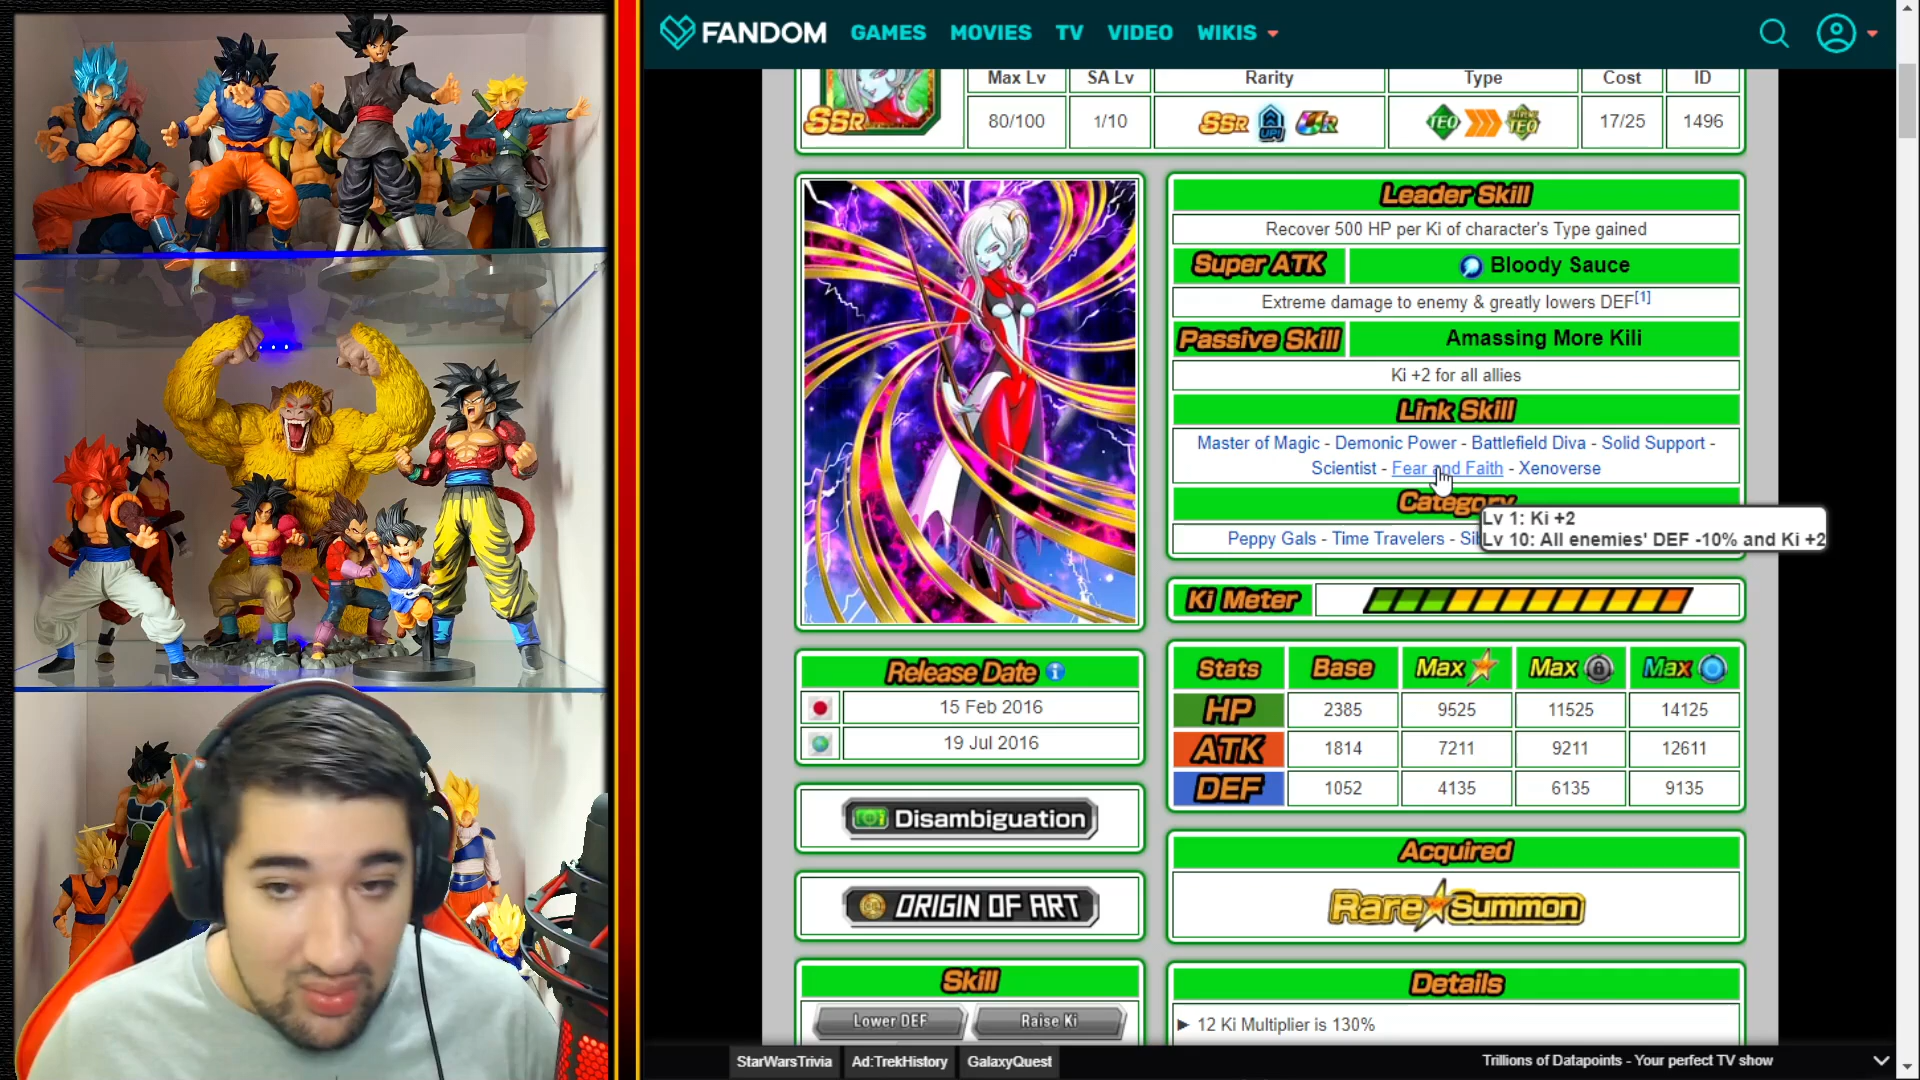 FANDOM GAMES MOVIES TV VIDEO WIKIS
Max Lv SA Lv Rarity Type Cost ID
SSR 80/100 1/10 SSR UP! UR TEO TEO 17/25 1496
Leader Skill
Recover 500 HP per Ki of character's Type gained
Super ATK Bloody Sauce
Extreme damage to enemy & greatly lowers DEF[1]
Passive Skill Amassing More Kili
Ki +2 for all allies
Link Skill
Master of Magic - Demonic Power - Battlefield Diva - Solid Support -
Scientist - Fear and Faith - Xenoverse
Category
Lv 1: Ki +2
Lv 10: All enemies' DEF -10% and Ki +2
Peppy Gals - Time Travelers -
Ki Meter
Release Date
15 Feb 2016
19 Jul 2016
Stats Base Max Max Max
HP 2385 9525 11525 14125
ATK 1814 7211 9211 12611
DEF 1052 4135 6135 9135
Disambiguation
ORIGIN OF ART
Acquired
Rare Summon
Skill
Lower DEF Raise Ki
Details
12 Ki Multiplier is 130%
StarWarsTrivia Ad:TrekHistory GalaxyQuest
Trillions of Datapoints - Your perfect TV show